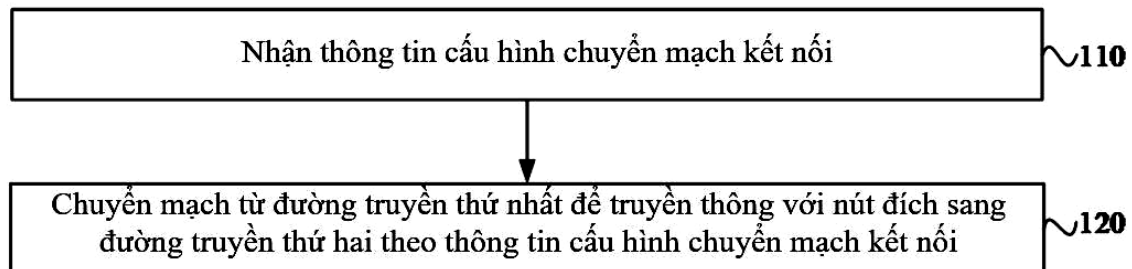 Nhận thông tin cấu hình chuyển mạch kết nối
110
Chuyển mạch từ đường truyền thứ nhất để truyền thông với nút đích sang
đường truyền thứ hai theo thông tin cấu hình chuyển mạch kết nối
120